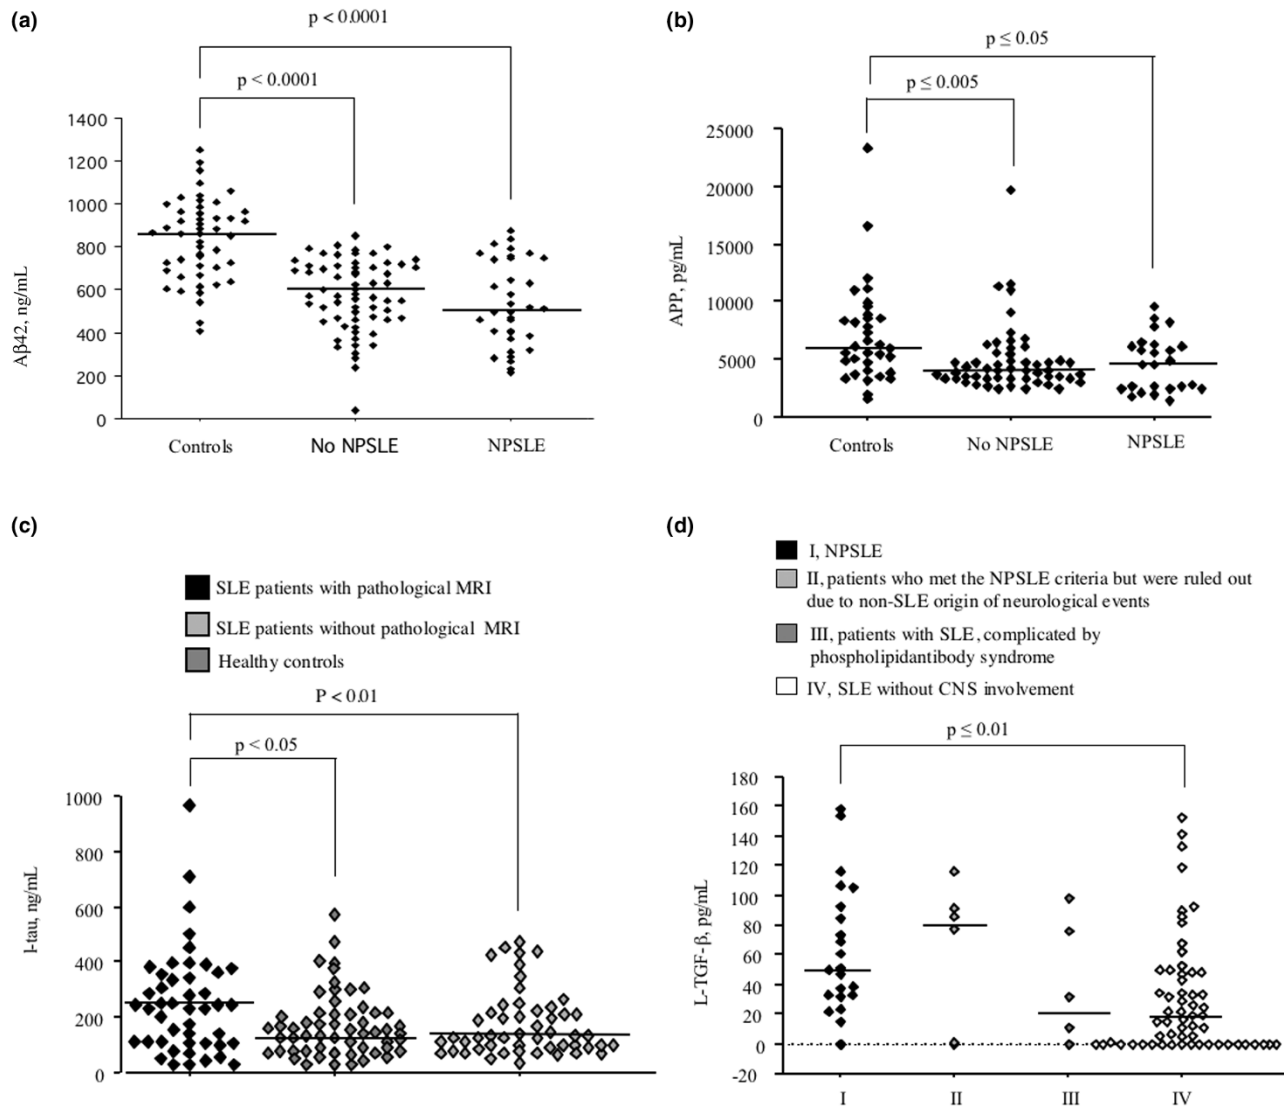 (a)
p < 0.0001
p < 0.0001
1400
1200
1000
800
600
400
200
0
Aβ42, ng/mL
Controls
No NPSLE
NPSLE
(b)
p ≤ 0.05
p ≤ 0.005
25000
20000
15000
10000
5000
0
APP, pg/mL
Controls
No NPSLE
NPSLE
(c)
SLE patients with pathological MRI
SLE patients without pathological MRI
Healthy controls
P < 0.01
p < 0.05
1000
800
600
400
200
0
l-tau, ng/mL
(d)
I, NPSLE
II, patients who met the NPSLE criteria but were ruled out
due to non-SLE origin of neurological events
III, patients with SLE, complicated by
phospholipidantibody syndrome
IV, SLE without CNS involvement
p ≤ 0.01
180
160
140
120
100
80
60
40
20
0
-20
L-TGF-β, pg/mL
I
II
III
IV